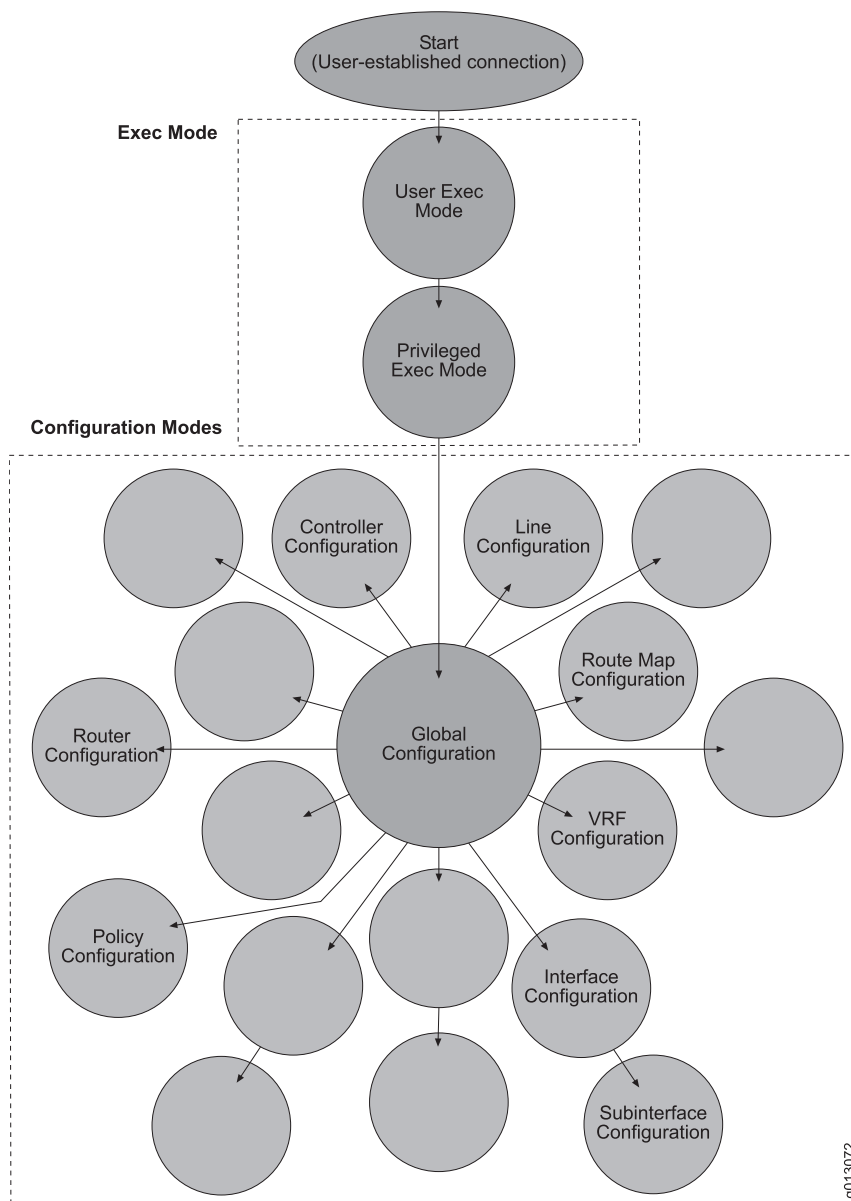 Start
(User-established connection)
Exec Mode
User Exec
Mode
Privileged
Exec Mode
Configuration Modes
Controller
Configuration
Line
Configuration
Route Map
Configuration
Router
Configuration
Global
Configuration
VRF
Configuration
Policy
Configuration
Interface
Configuration
Subinterface
Configuration
g013072